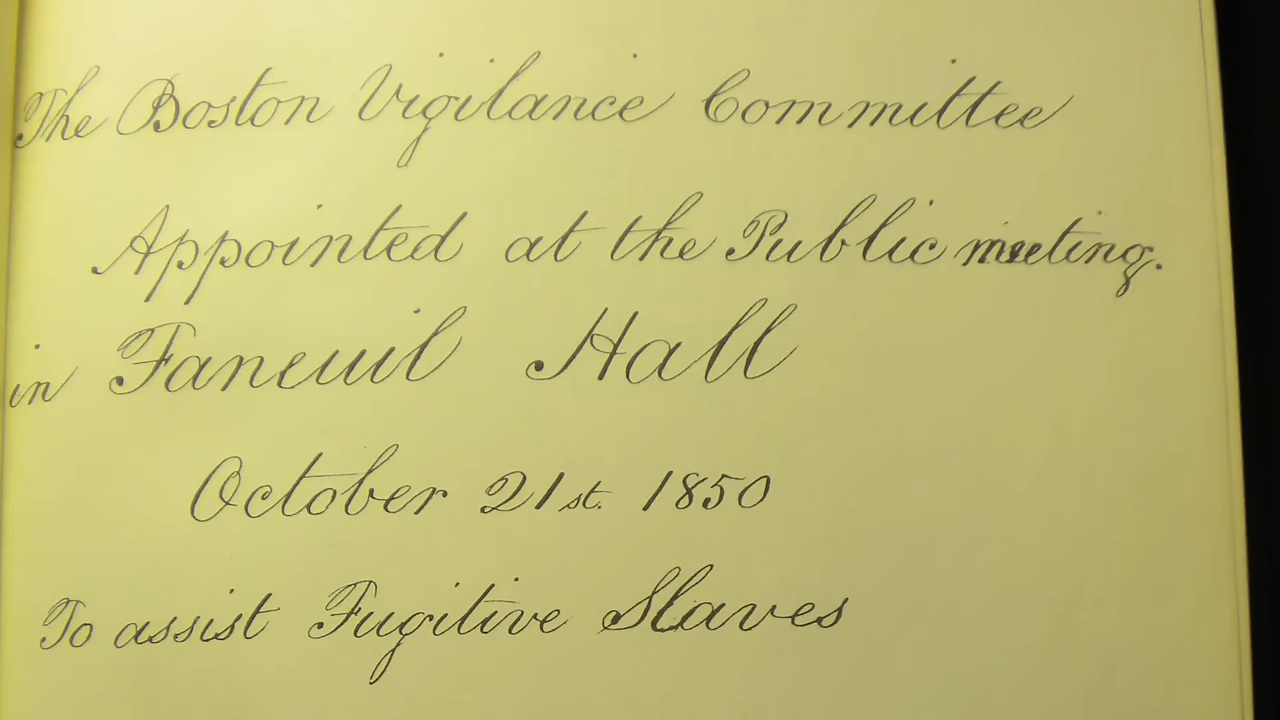 The Boston Vigilance Committee
Appointed at the Public meeting.
in Faneuil Hall
October 21st. 1850
To assist Fugitive Slaves